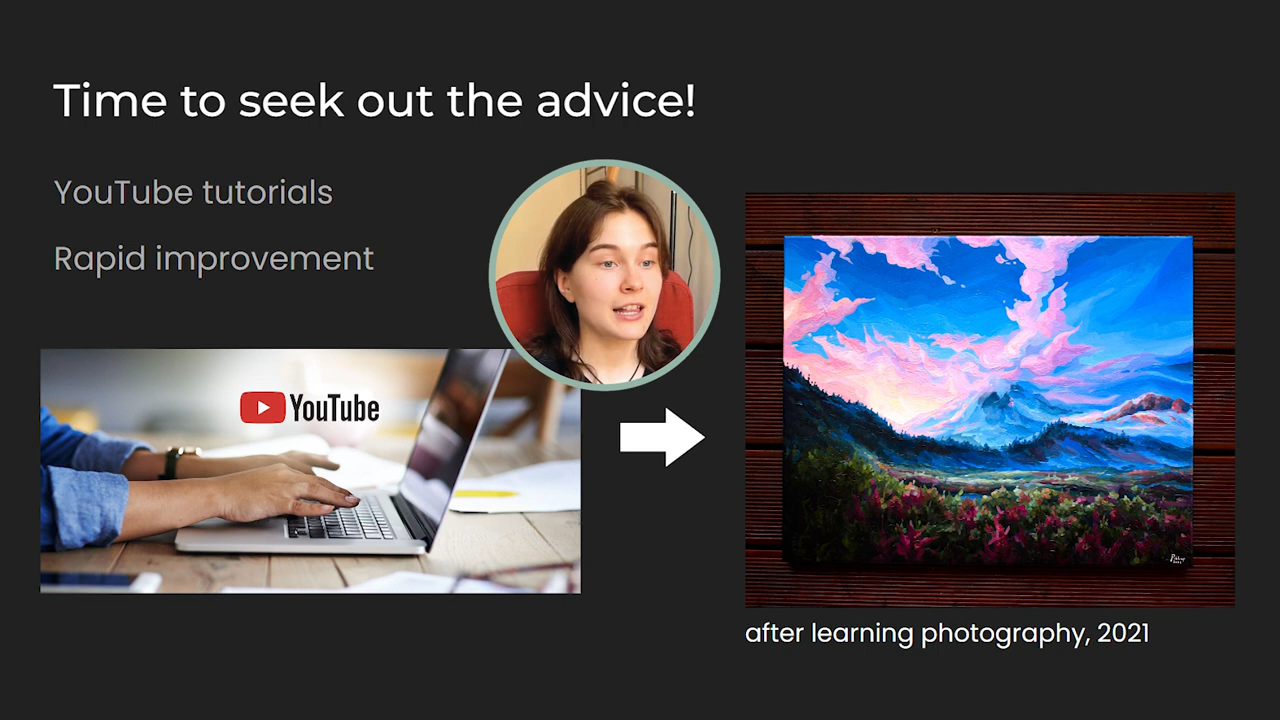 Time to seek out the advice!
YouTube tutorials
Rapid improvement
YouTube
after learning photography, 2021